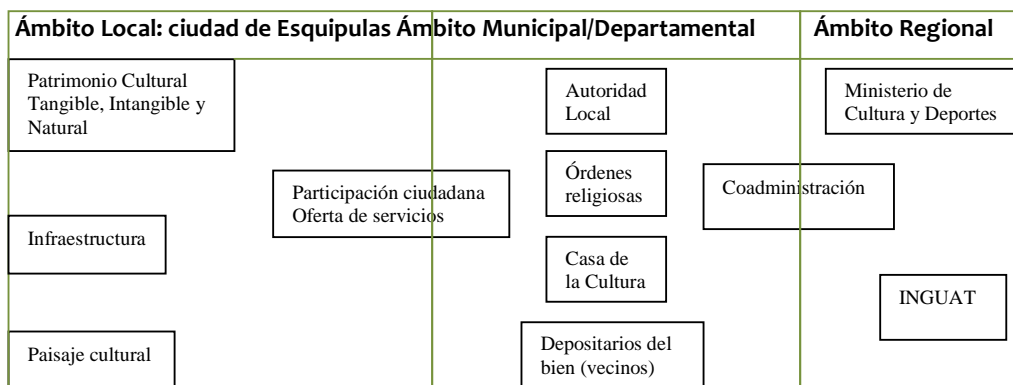 Ámbito Local: ciudad de Esquipulas Ámbito Municipal/Departamental
Ámbito Regional
Patrimonio Cultural
Tangible, Intangible y
Natural
Infraestructura
Paisaje cultural
Participación ciudadana
Oferta de servicios
Autoridad
Local
Órdenes
religiosas
Casa de
la Cultura
Depositarios del
bien (vecinos)
Coadministración
Ministerio de
Cultura y Deportes
INGUAT